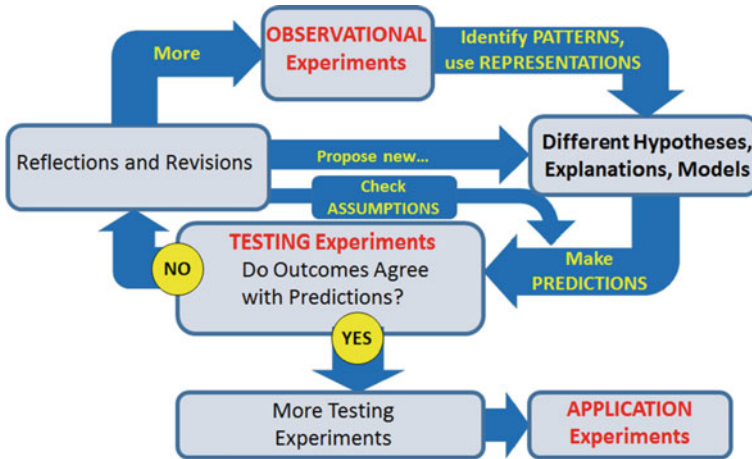 More
OBSERVATIONAL
Experiments
Identify PATTERNS,
use REPRESENTATIONS
Reflections and Revisions
Propose new...
Different Hypotheses,
Explanations, Models
Check
ASSUMPTIONS
TESTING Experiments
Do Outcomes Agree
with Predictions?
NO
Make
PREDICTIONS
YES
More Testing
Experiments
APPLICATION
Experiments